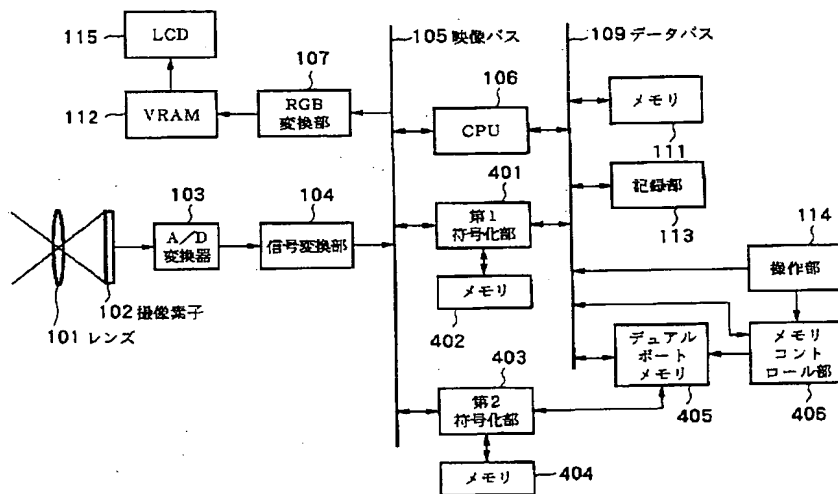 115
LCD
112
VRAM
107
RGB
変換部
105 映像バス
109 データバス
106
CPU
メモリ
111
記録部
113
103
A/D
変換器
104
信号変換部
101 レンズ
102 撮像素子
401
第1
符号化部
メモリ
402
114
操作部
403
第2
符号化部
メモリ
404
デュアル
ポート
メモリ
405
メモリ
コント
ロール部
406